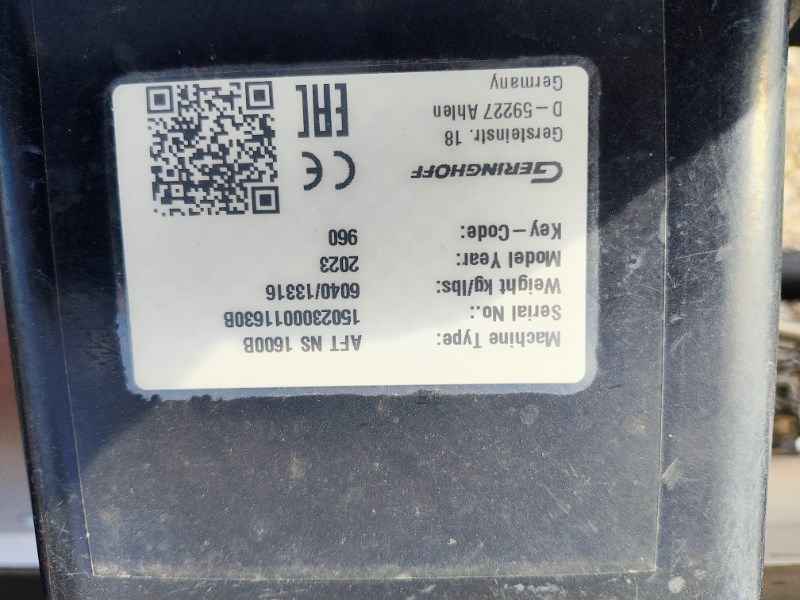 Machine Type: AFT NS 1600B
Serial No.: 1502300011630B
Weight kg/lbs: 6040/13316
Model Year: 2023
Key-Code: 960
GERINGHOFF CE
Gersteinstr. 18
D-59227 Ahlen
Germany
EAC